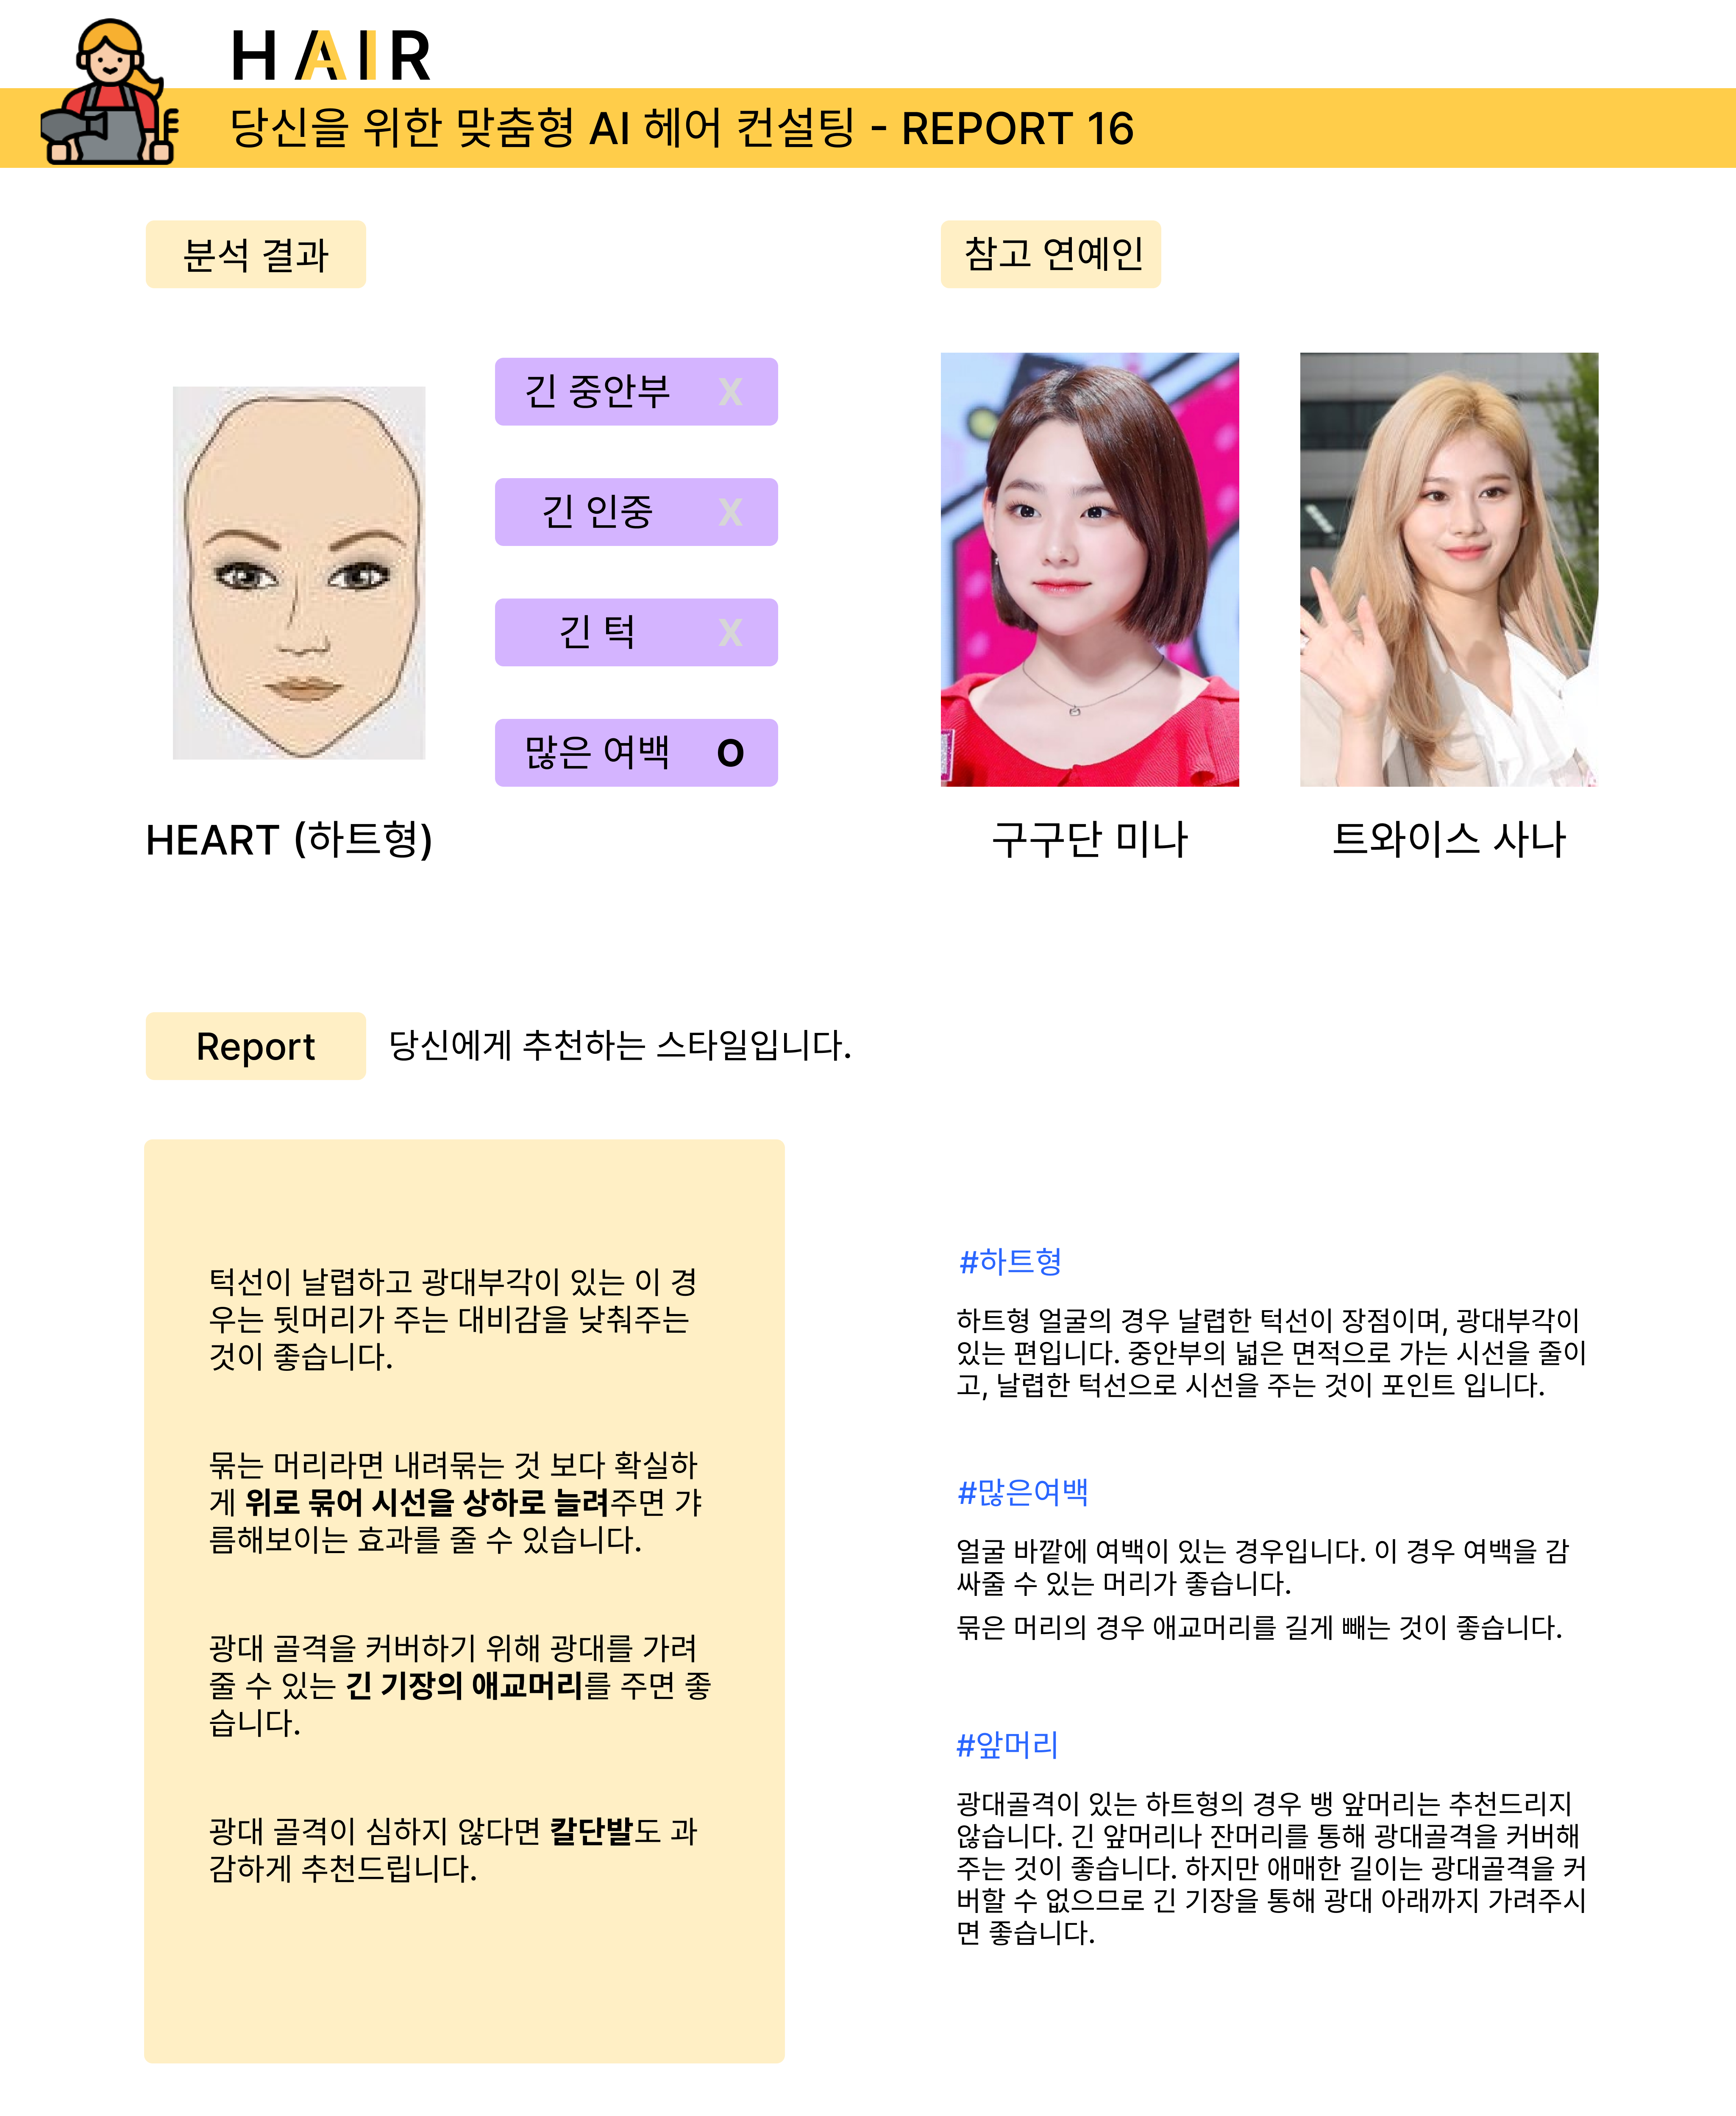 HAIR
당신을 위한 맞춤형 AI 헤어 컨설팅 - REPORT 16
분석 결과
긴 중안부 X
긴 인중 X
긴 턱 X
많은 여백 O
HEART (하트형)
참고 연예인
구구단 미나
트와이스 사나
Report
당신에게 추천하는 스타일입니다.
턱선이 날렵하고 광대부각이 있는 이 경
우는 뒷머리가 주는 대비감을 낮춰주는
것이 좋습니다.
묶는 머리라면 내려묶는 것 보다 확실하
게 위로 묶어 시선을 상하로 늘려주면 갸
름해보이는 효과를 줄 수 있습니다.
광대 골격을 커버하기 위해 광대를 가려
줄 수 있는 긴 기장의 애교머리를 주면 좋
습니다.
광대 골격이 심하지 않다면 칼단발도 과
감하게 추천드립니다.
#하트형
하트형 얼굴의 경우 날렵한 턱선이 장점이며, 광대부각이
있는 편입니다. 중안부의 넓은 면적으로 가는 시선을 줄이
고, 날렵한 턱선으로 시선을 주는 것이 포인트 입니다.
#많은여백
얼굴 바깥에 여백이 있는 경우입니다. 이 경우 여백을 감
싸줄 수 있는 머리가 좋습니다.
묶은 머리의 경우 애교머리를 길게 빼는 것이 좋습니다.
#앞머리
광대골격이 있는 하트형의 경우 뱅 앞머리는 추천드리지
않습니다. 긴 앞머리나 잔머리를 통해 광대골격을 커버해
주는 것이 좋습니다. 하지만 애매한 길이는 광대골격을 커
버할 수 없으므로 긴 기장을 통해 광대 아래까지 가려주시
면 좋습니다.